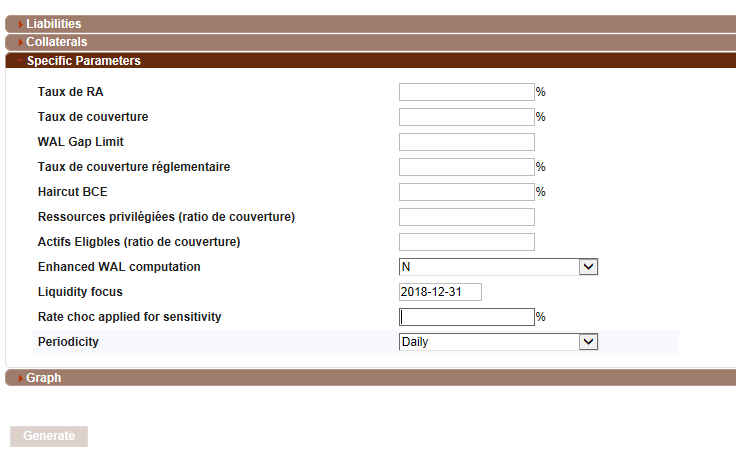 Liabilities
Collaterals
Specific Parameters
Taux de RA %
Taux de couverture %
WAL Gap Limit
Taux de couverture réglementaire %
Haircut BCE %
Ressources privilégiées (ratio de couverture)
Actifs Eligbles (ratio de couverture)
Enhanced WAL computation N
Liquidity focus 2018-12-31
Rate choc applied for sensitivity %
Periodicity Daily
Graph
Generate